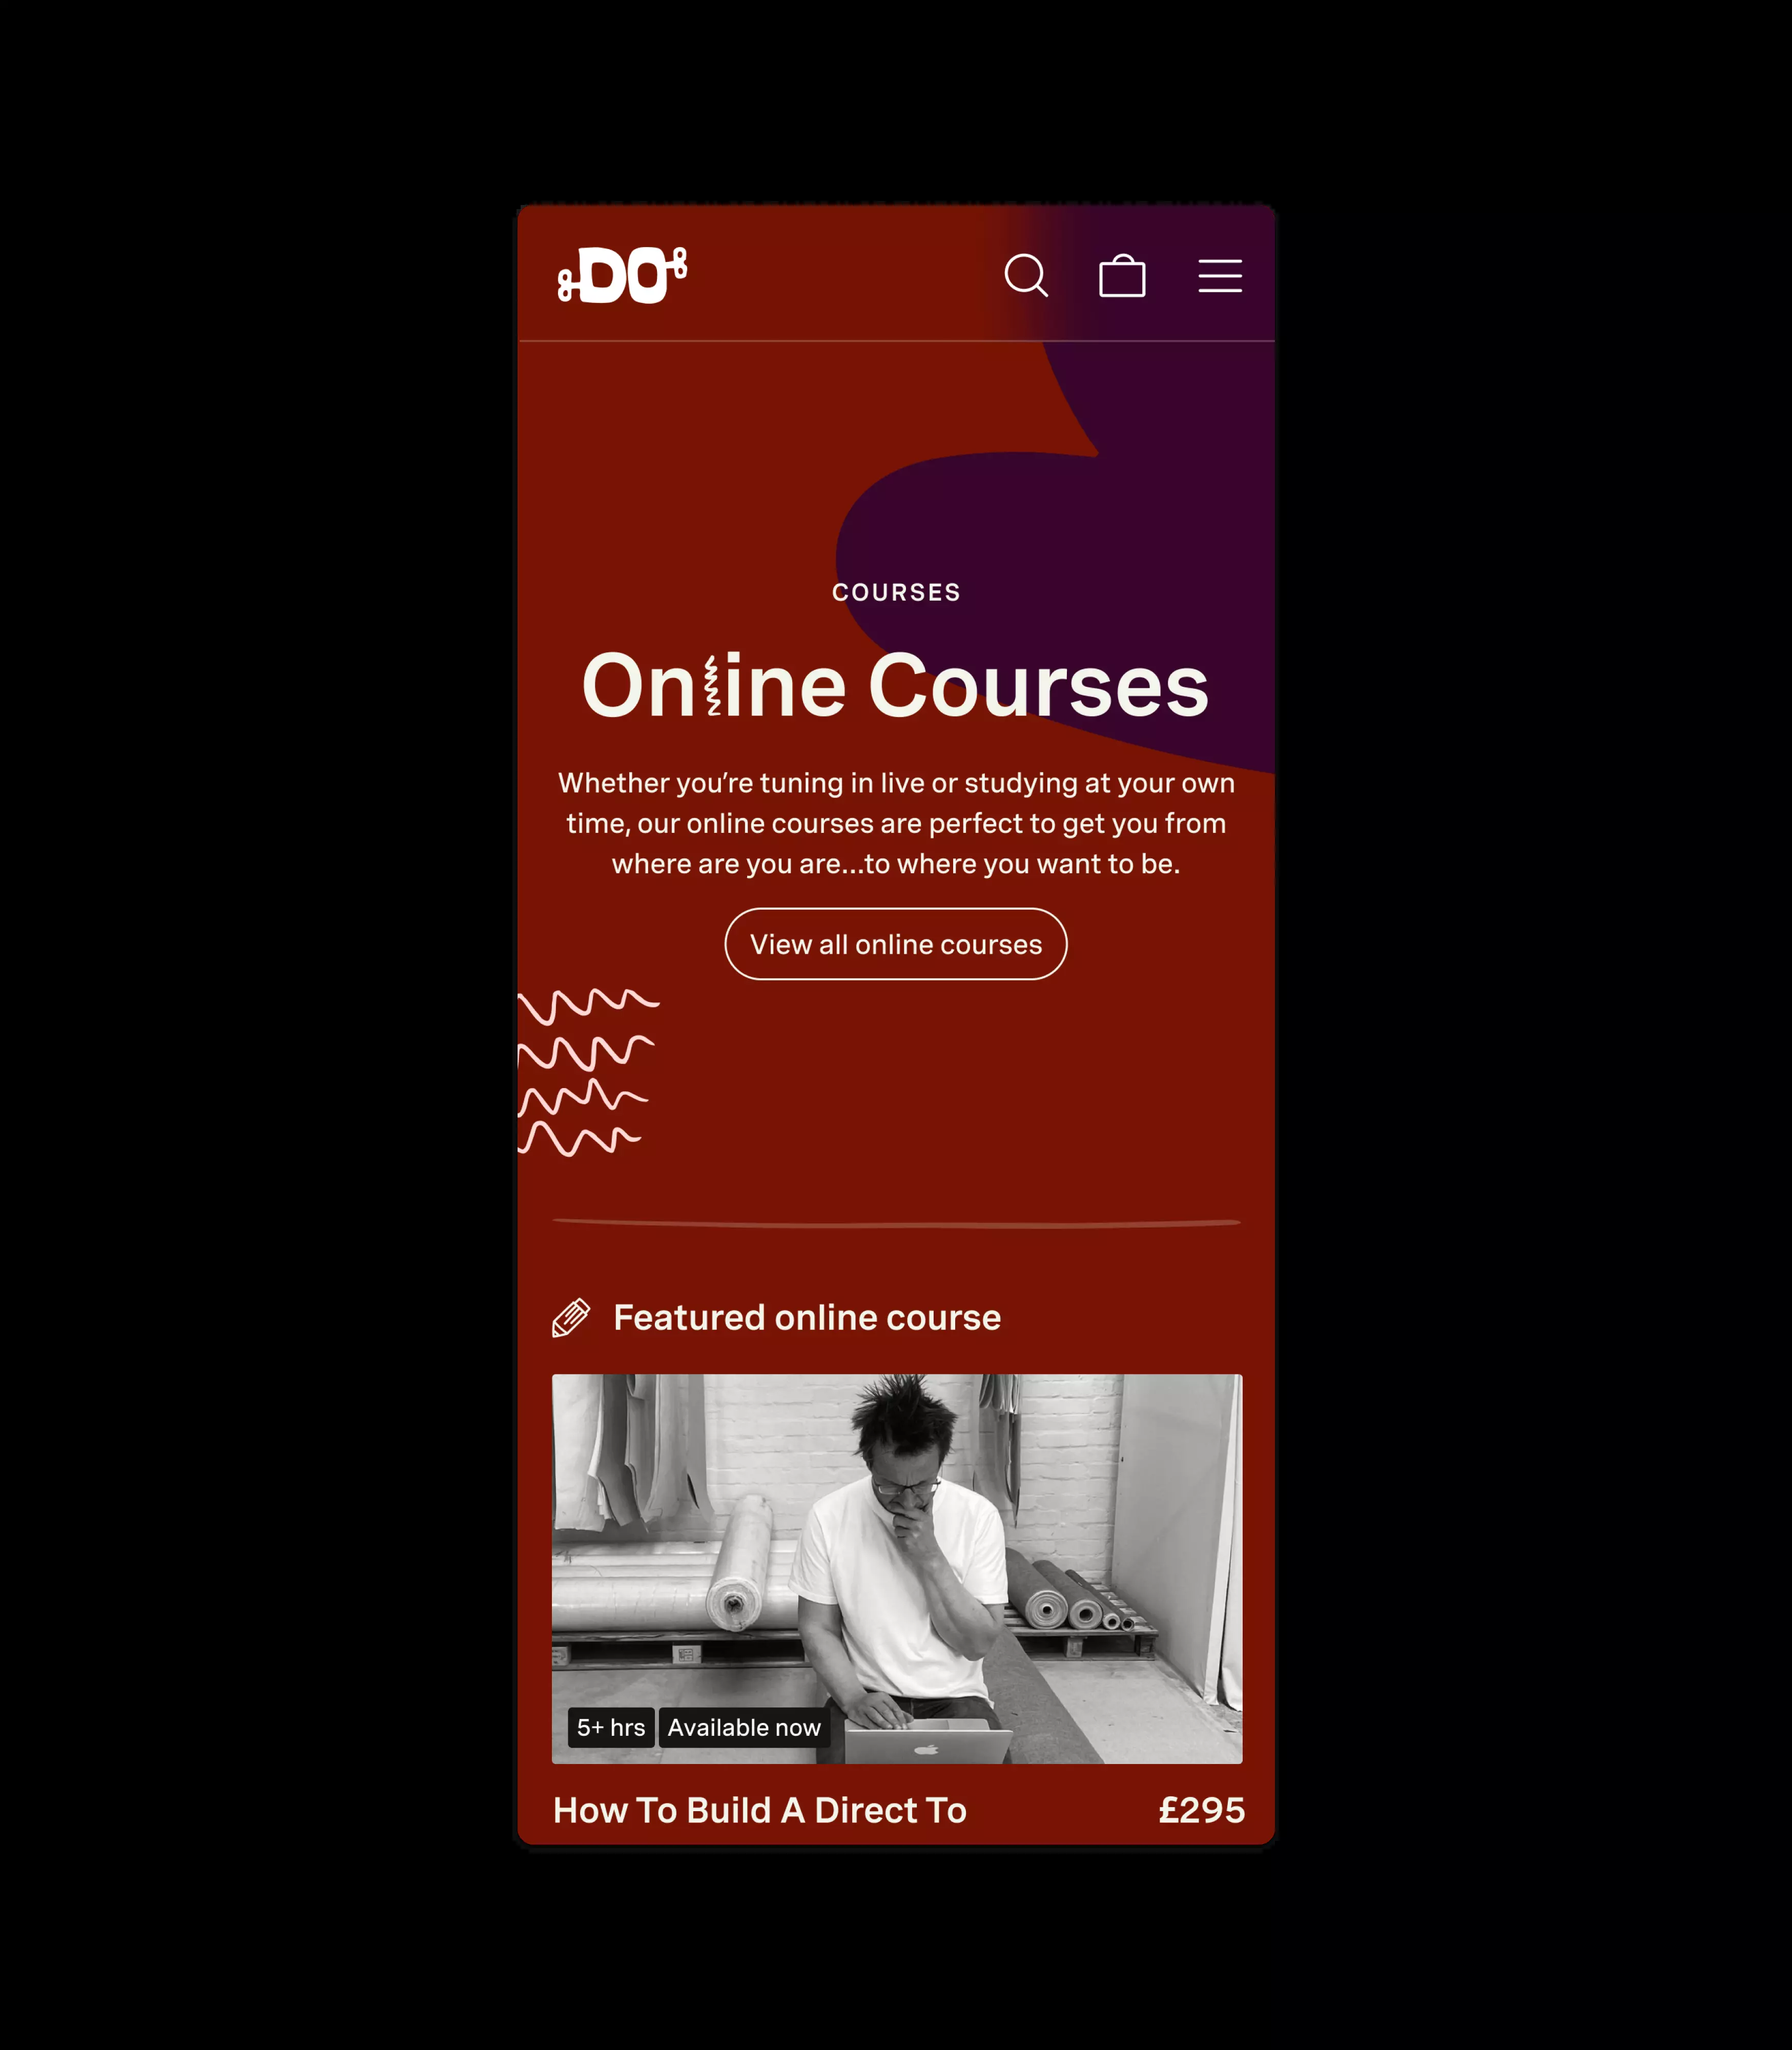 DO
COURSES
Online Courses
Whether you’re tuning in live or studying at your own
time, our online courses are perfect to get you from
where are you are...to where you want to be.
View all online courses
Featured online course
5+ hrs Available now
How To Build A Direct To £295